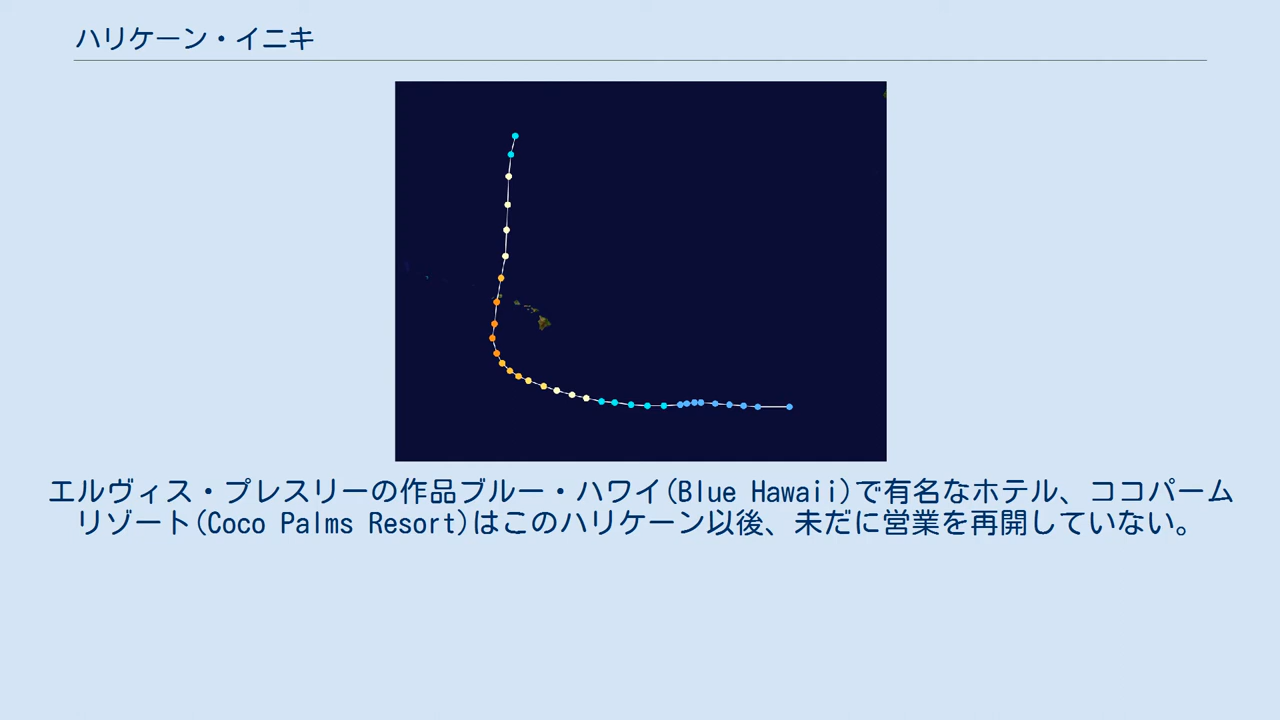 ハリケーン・イニキ
エルヴィス・プレスリーの作品ブルー・ハワイ(Blue Hawaii)で有名なホテル、ココパーム
リゾート(Coco Palms Resort)はこのハリケーン以後、未だに営業を再開していない。